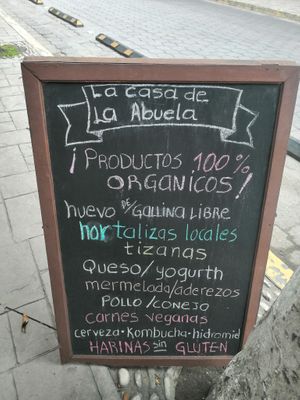 La casa de
La Abuela
¡PRODUCTOS 100%
ORGANICOS!
huevo de/GALLINA LIBRE
hortalizas locales
tizanas
Queso/yogurth
mermelada/aderezos
POLLO/CONEJO
carnes veganas
cerveza·kombucha·hidromid
HARINAS sin GLUTEN